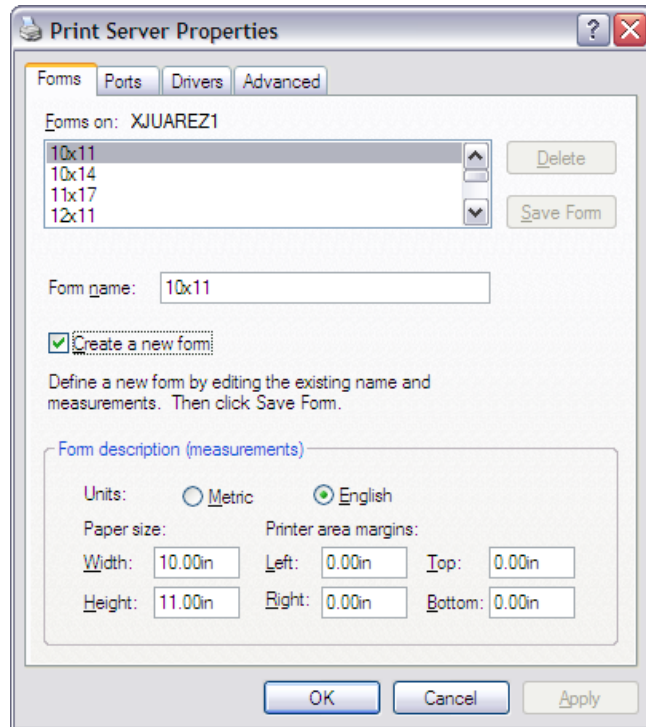 Print Server Properties
Forms Ports Drivers Advanced
Forms on: XJUAREZ1
10x11
10x14
11x17
12x11
Delete
Save Form
Form name: 10x11
Create a new form
Define a new form by editing the existing name and
measurements. Then click Save Form.
Form description (measurements)
Units: Metric English
Paper size: Printer area margins:
Width: 10.00in Left: 0.00in Top: 0.00in
Height: 11.00in Right: 0.00in Bottom: 0.00in
OK Cancel Apply